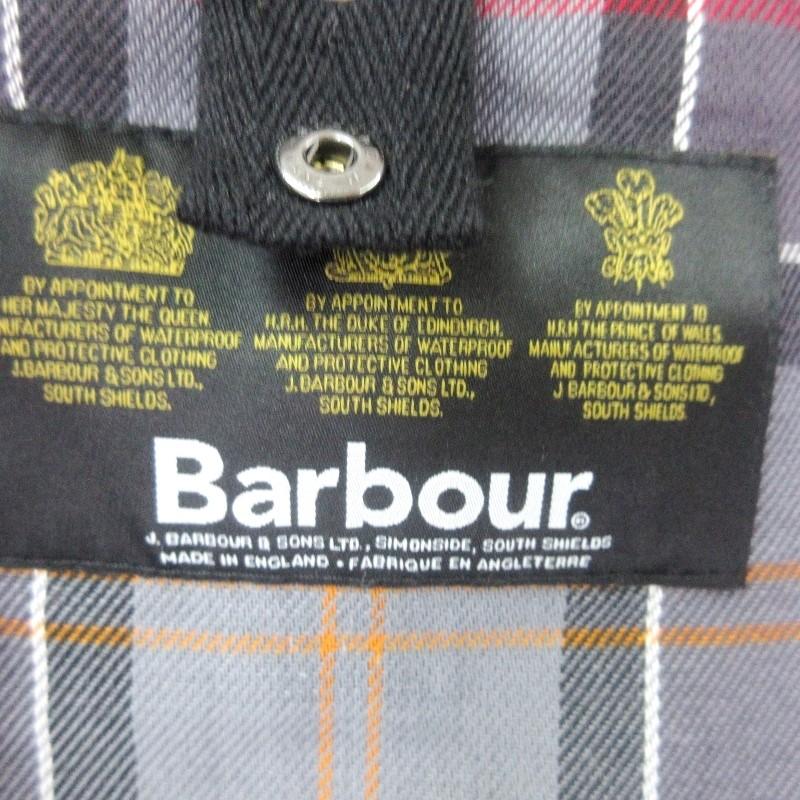 BY APPOINTMENT TO
HER MAJESTY THE QUEEN
MANUFACTURERS OF WATERPROOF
AND PROTECTIVE CLOTHING
J.BARBOUR & SONS LTD.,
SOUTH SHIELDS.
BY APPOINTMENT TO
H.R.H. THE DUKE OF EDINBURGH.
MANUFACTURERS OF WATERPROOF
AND PROTECTIVE CLOTHING
J. BARBOUR & SONS LTD.,
SOUTH SHIELDS.
BY APPOINTMENT TO
H.R.H THE PRINCE OF WALES.
MANUFACTURERS OF WATERPROOF
AND PROTECTIVE CLOTHING
J BARBOUR & SONS LTD,
SOUTH SHIELDS.
Barbour®
J. BARBOUR & SONS LTD., SIMONSIDE, SOUTH SHIELDS
MADE IN ENGLAND • FABRIQUE EN ANGLETERRE